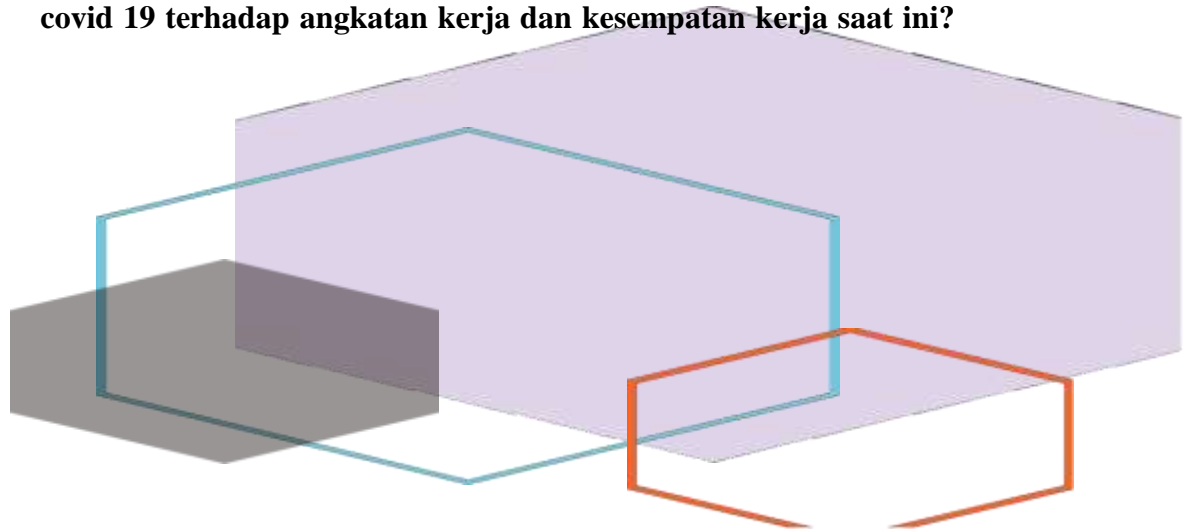 covid 19 terhadap angkatan kerja dan kesempatan kerja saat ini?